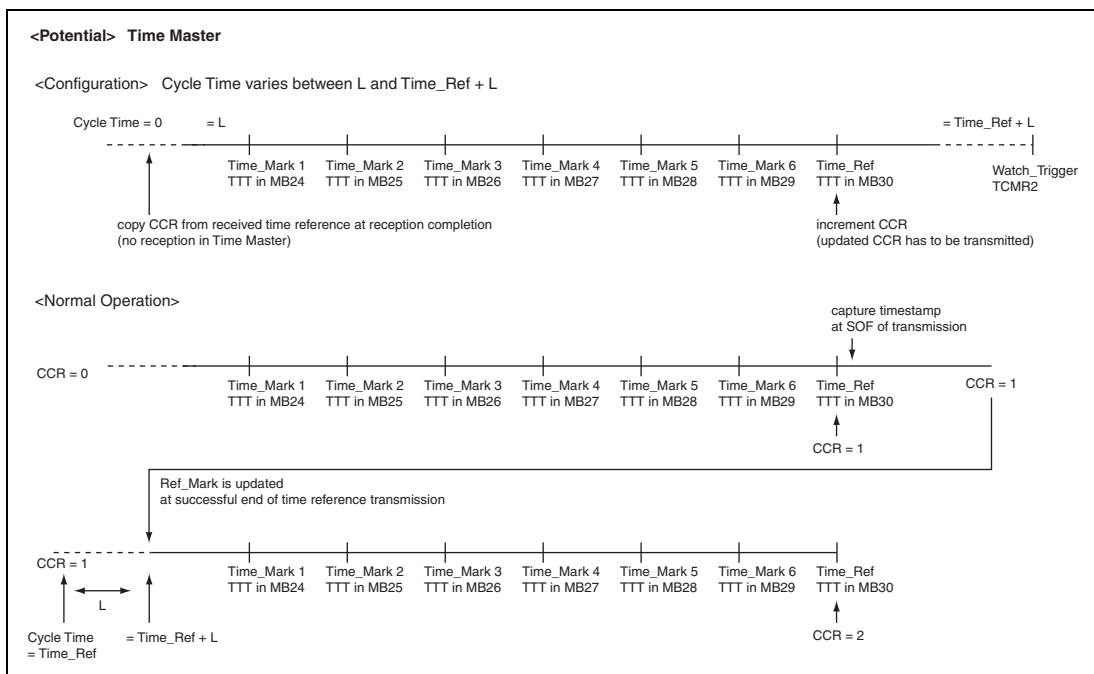 <Potential> Time Master
<Configuration> Cycle Time varies between L and Time_Ref + L
Cycle Time = 0 = L = Time_Ref + L
Time_Mark 1 Time_Mark 2 Time_Mark 3 Time_Mark 4 Time_Mark 5 Time_Mark 6 Time_Ref
TTT in MB24 TTT in MB25 TTT in MB26 TTT in MB27 TTT in MB28 TTT in MB29 TTT in MB30
Watch_Trigger
TCMR2
copy CCR from received time reference at reception completion
(no reception in Time Master)
increment CCR
(updated CCR has to be transmitted)
<Normal Operation>
capture timestamp
at SOF of transmission
CCR = 0
Time_Mark 1 Time_Mark 2 Time_Mark 3 Time_Mark 4 Time_Mark 5 Time_Mark 6 Time_Ref
TTT in MB24 TTT in MB25 TTT in MB26 TTT in MB27 TTT in MB28 TTT in MB29 TTT in MB30
CCR = 1
CCR = 1
Ref_Mark is updated
at successful end of time reference transmission
CCR = 1
Time_Mark 1 Time_Mark 2 Time_Mark 3 Time_Mark 4 Time_Mark 5 Time_Mark 6 Time_Ref
TTT in MB24 TTT in MB25 TTT in MB26 TTT in MB27 TTT in MB28 TTT in MB29 TTT in MB30
L
Cycle Time
= Time_Ref
= Time_Ref + L
CCR = 2